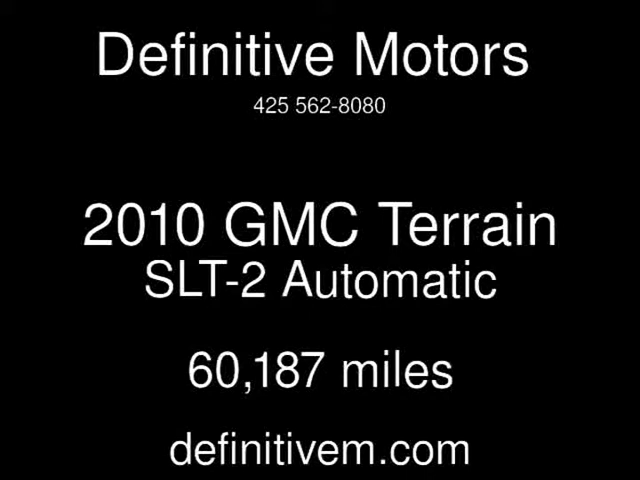 Definitive Motors
425 562-8080
2010 GMC Terrain
SLT-2 Automatic
60,187 miles
definitivem.com